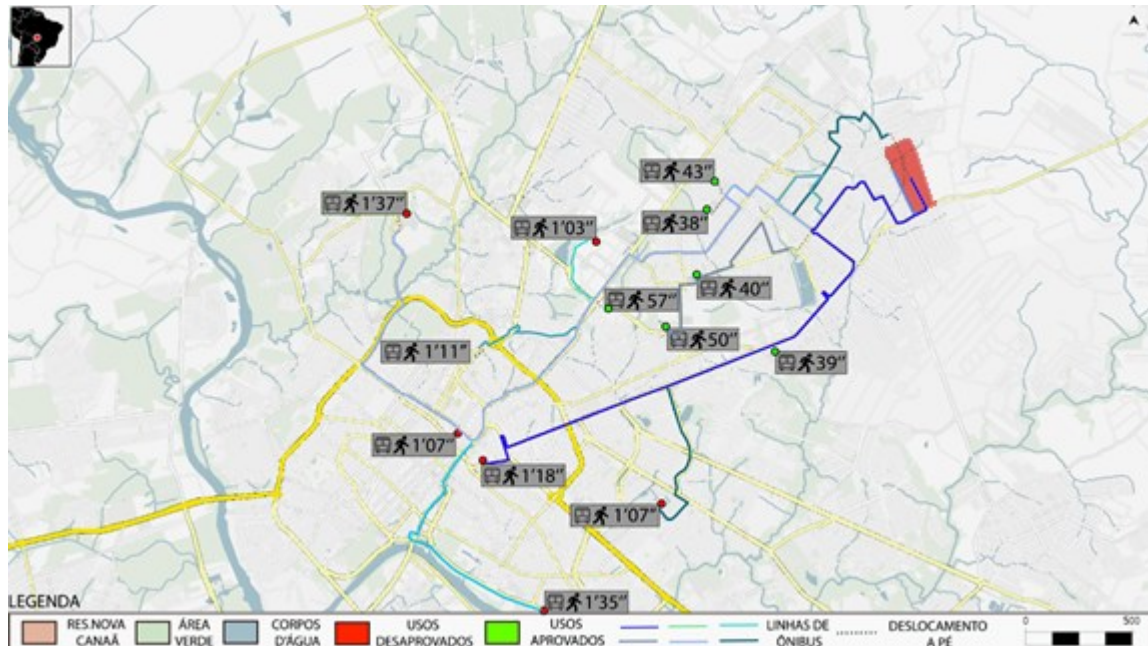 43’’
1’37’’
38’’
1’03’’
40’’
57’’
50’’
1’11’’
39’’
1’07’’
1’18’’
1’07’’
1’35’’
LEGENDA
RES.NOVA CANAÃ
ÁREA VERDE
CORPOS D'ÁGUA
USOS DESAPROVADOS
USOS APROVADOS
LINHAS DE ÔNIBUS
DESLOCAMENTO A PÉ
0 500